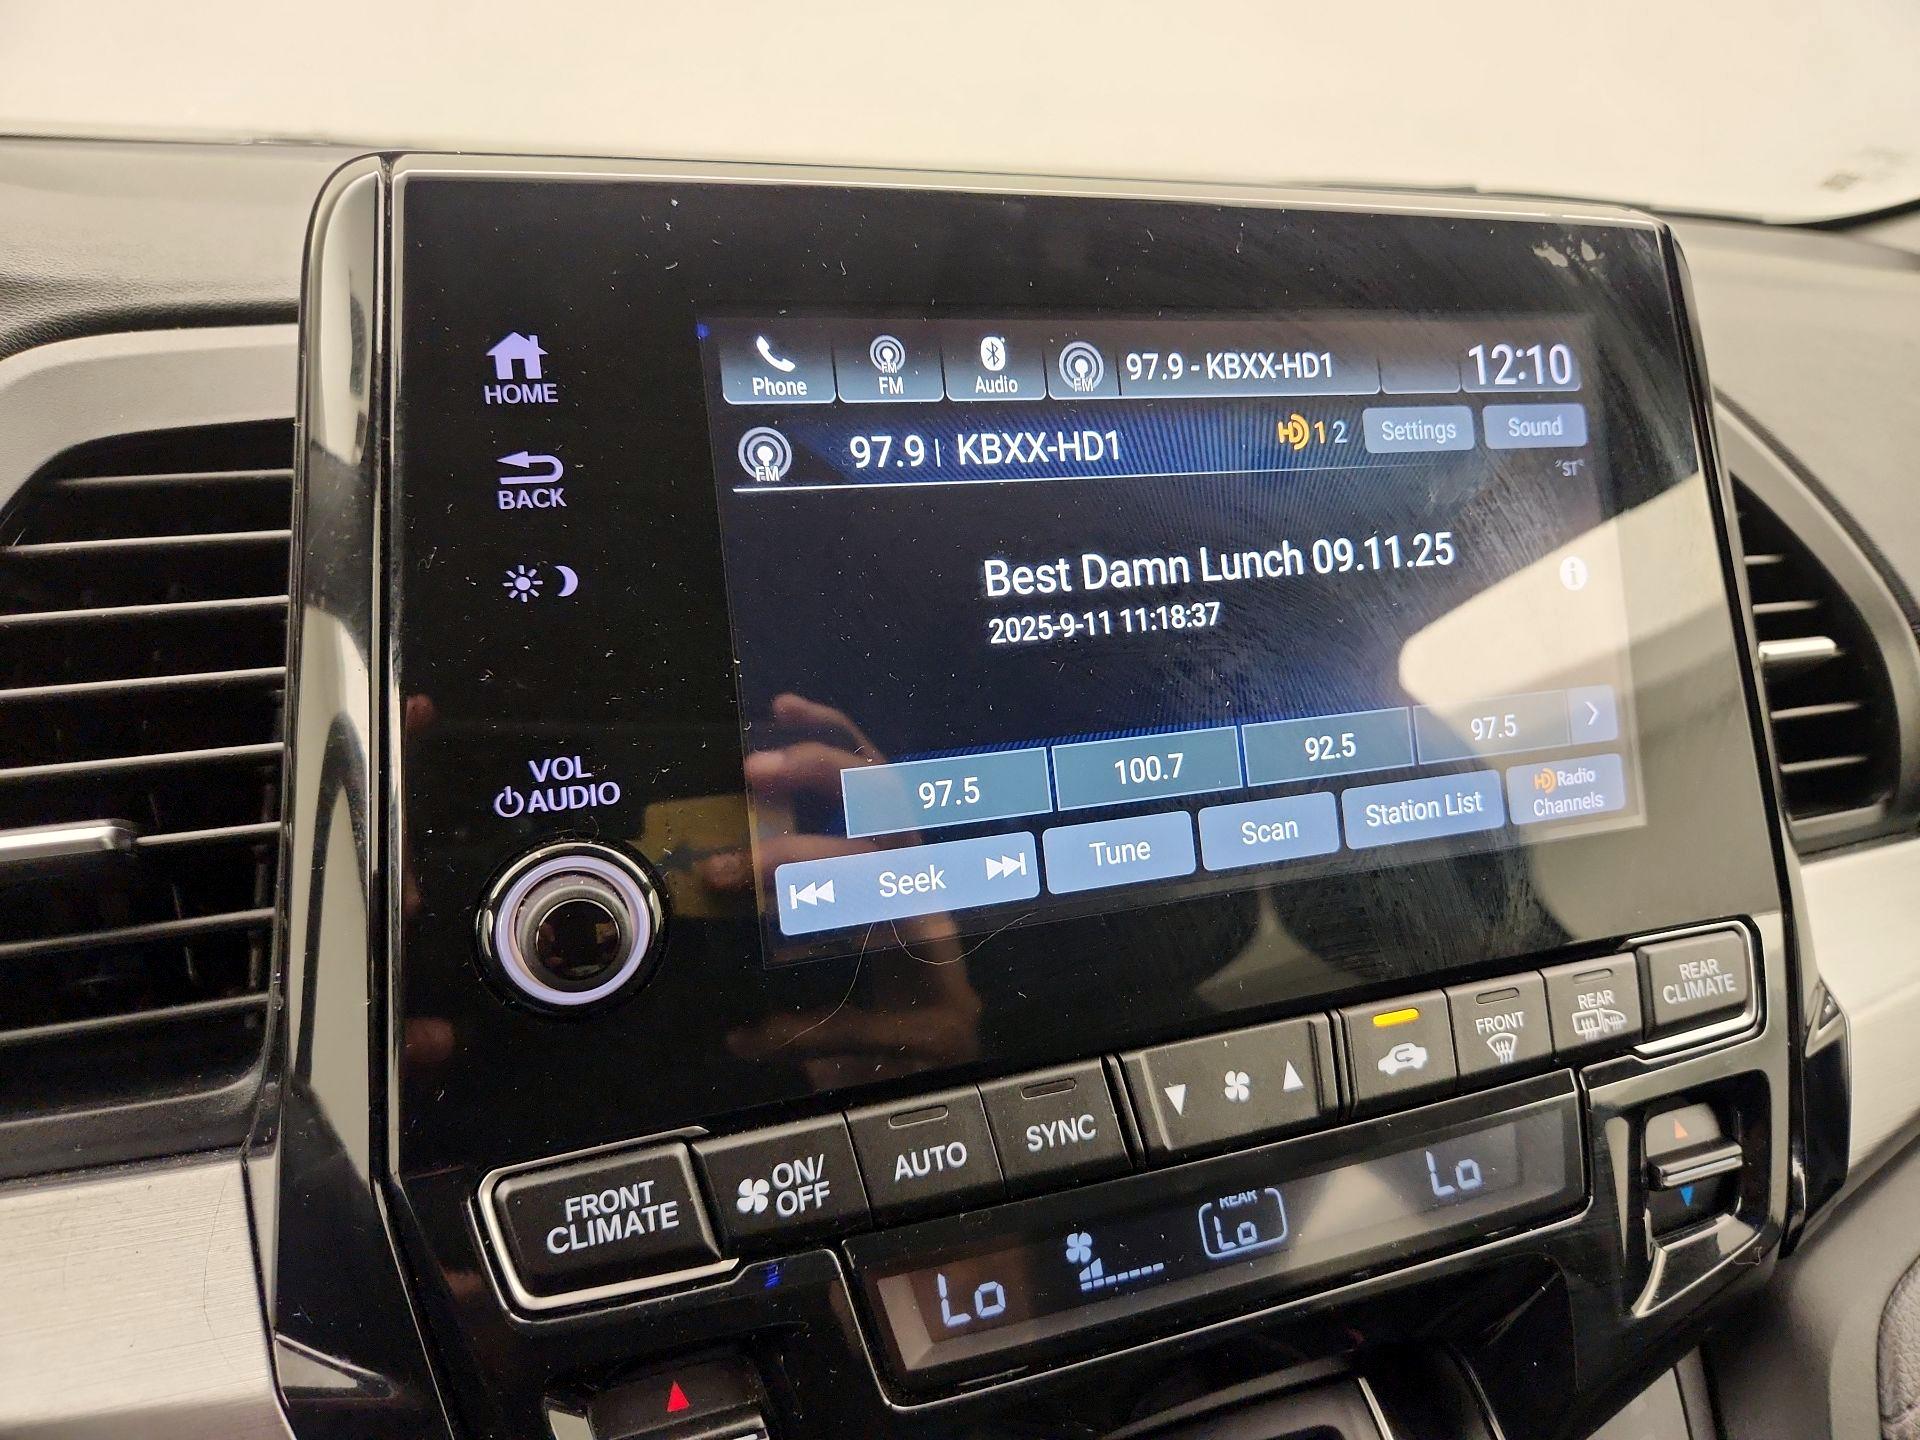 HOME
BACK
VOL
AUDIO
Phone
FM
FM
Audio
FM
97.9 - KBXX-HD1
12:10
FM
97.9 | KBXX-HD1
HD 1 2
Settings
Sound
"ST"
Best Damn Lunch 09.11.25
2025-9-11 11:18:37
i
97.5
100.7
92.5
97.5
Seek
Tune
Scan
Station List
HD Radio
Channels
FRONT
CLIMATE
ON/
OFF
AUTO
SYNC
FRONT
REAR
REAR
CLIMATE
Lo
REAR
Lo
Lo